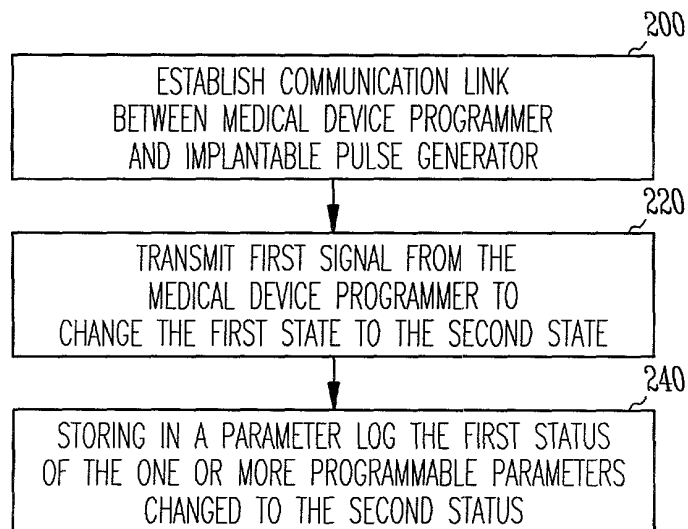 200
ESTABLISH COMMUNICATION LINK
BETWEEN MEDICAL DEVICE PROGRAMMER
AND IMPLANTABLE PULSE GENERATOR
220
TRANSMIT FIRST SIGNAL FROM THE
MEDICAL DEVICE PROGRAMMER TO
CHANGE THE FIRST STATE TO THE SECOND STATE
240
STORING IN A PARAMETER LOG THE FIRST STATUS
OF THE ONE OR MORE PROGRAMMABLE PARAMETERS
CHANGED TO THE SECOND STATUS